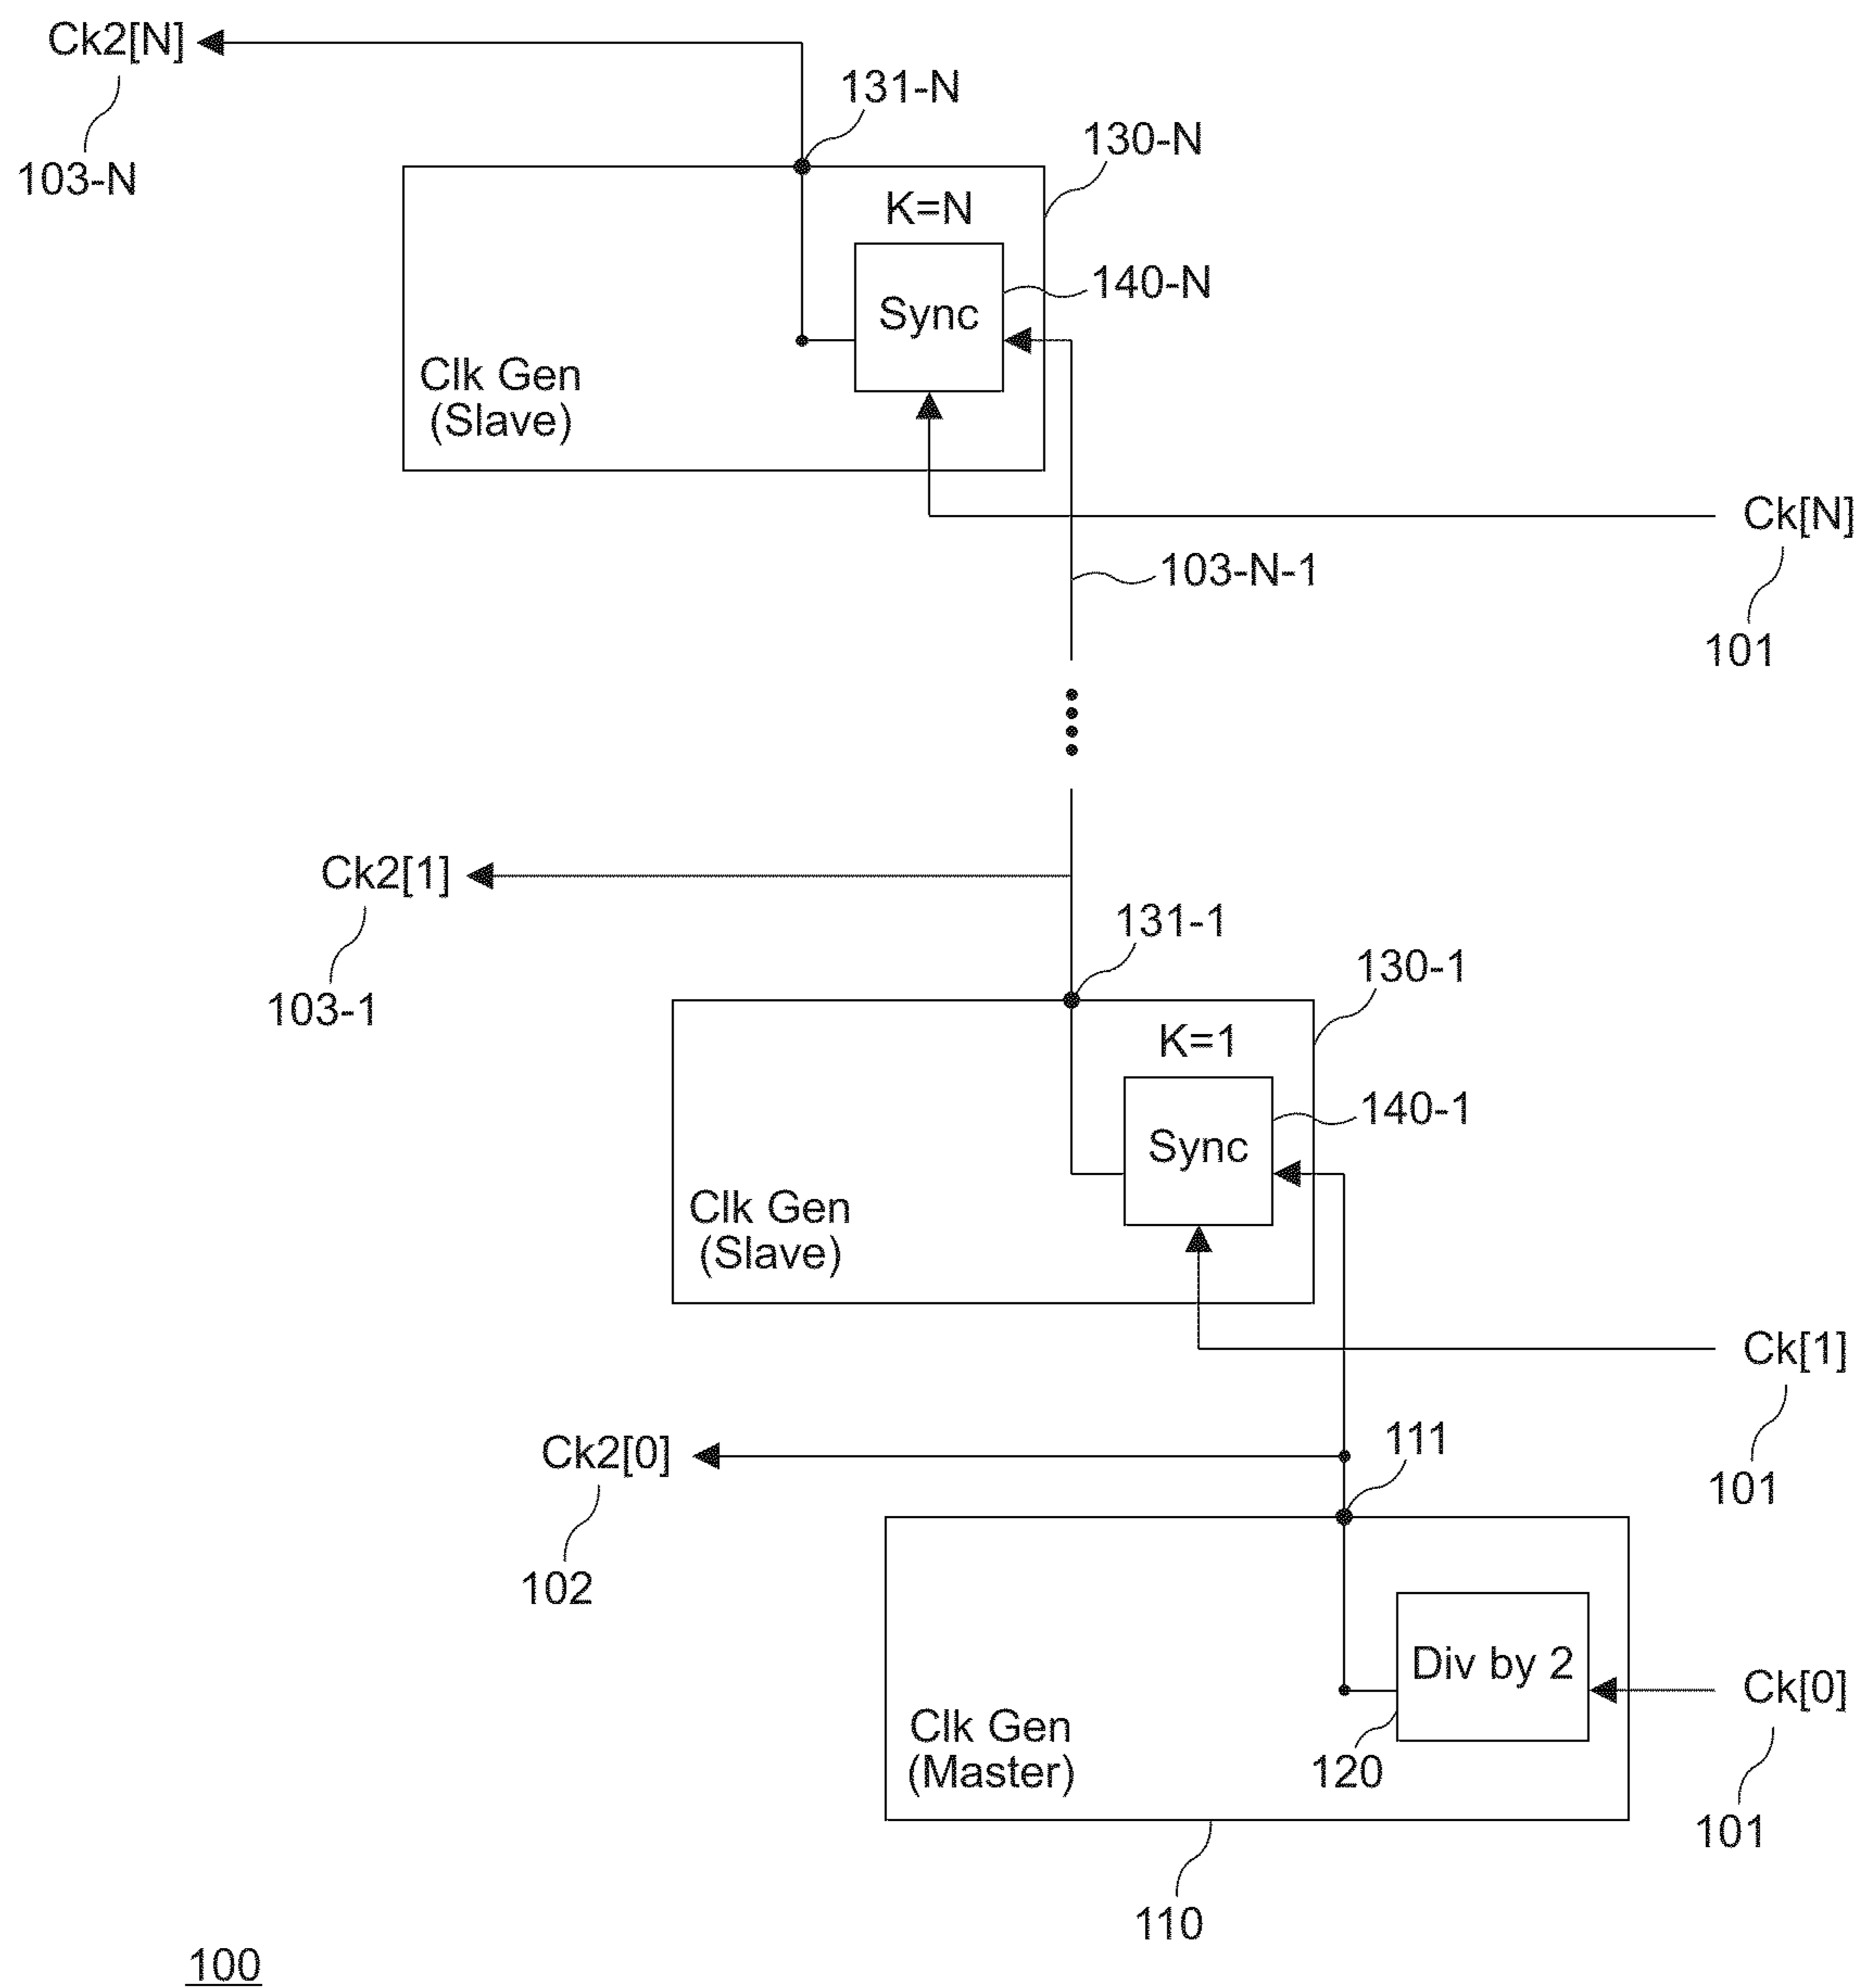 Ck2[N]
131-N
130-N
103-N
K=N
140-N
Sync
Clk Gen
(Slave)
Ck[N]
103-N-1
101
Ck2[1]
131-1
130-1
103-1
K=1
140-1
Sync
Clk Gen
(Slave)
Ck[1]
111
Ck2[0]
101
102
Div by 2
Ck[0]
Clk Gen
(Master)
120
101
110
100